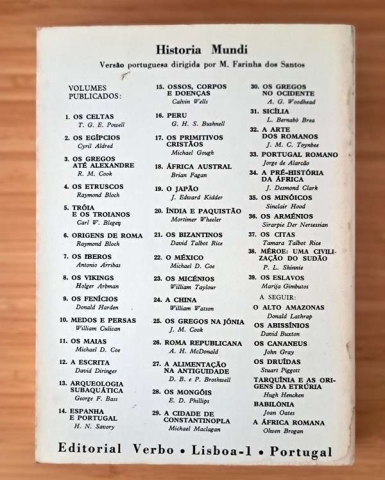 Historia Mundi
Versão portuguesa dirigida por M. Farinha dos Santos
VOLUMES
PUBLICADOS:
1. OS CELTAS
T. G. E. Powell
2. OS EGÍPCIOS
Cyril Aldred
3. OS GREGOS
ATÉ ALEXANDRE
R. M. Cook
4. OS ETRUSCOS
Raymond Bloch
5. TRÓIA
E OS TROIANOS
Carl W. Blegeg
6. ORIGENS DE ROMA
Raymond Bloch
7. OS IBEROS
Antonio Arribas
8. OS VIKINGS
Holger Arbman
9. OS FENÍCIOS
Donald Harden
10. MEDOS E PERSAS
William Culican
11. OS MAIAS
Michael D. Coe
12. A ESCRITA
David Diringer
13. ARQUEOLOGIA
SUBAQUÁTICA
George F. Bass
14. ESPANHA
E PORTUGAL
H. N. Savory
15. OSSOS, CORPOS
E DOENÇAS
Calvin Wells
16. PERU
G. H. S. Bushnell
17. OS PRIMITIVOS
CRISTÃOS
Michael Gough
18. ÁFRICA AUSTRAL
Brian Fagan
19. O JAPÃO
J. Edward Kidder
20. ÍNDIA E PAQUISTÃO
Mortimer Wheeler
21. OS BIZANTINOS
David Talbot Rice
22. O MÉXICO
Michael D. Coe
23. OS MICÉNIOS
William Taylour
24. A CHINA
William Watson
25. OS GREGOS NA JÓNIA
J. M. Cook
26. ROMA REPUBLICANA
A. H. McDonald
27. A ALIMENTAÇÃO
NA ANTIGUIDADE
D. B. e P. Brothwell
28. OS MONGÓIS
E. D. Phillips
29. A CIDADE DE
CONSTANTINOPLA
Michael Maclagan
30. OS GREGOS
NO OCIDENTE
A. G. Woodhead
31. SICÍLIA
L. Bernabò Brea
32. A ARTE
DOS ROMANOS
J. M. C. Toynbee
33. PORTUGAL ROMANO
Jorge de Alarcão
34. A PRÉ-HISTÓRIA
DA ÁFRICA
J. Desmond Clark
35. OS MINÓICOS
Sinclair Hood
36. OS ARMÉNIOS
Sirarpie Der Nersessian
37. OS CITAS
Tamara Talbot Rice
38. MÉROE: UMA CIVILI-
ZAÇÃO DO SUDÃO
P. L. Shinnie
39. OS ESLAVOS
Marija Gimbutas
A SEGUIR:
O ALTO AMAZONAS
Donald Lathrap
OS ABISSÍNIOS
David Buxton
OS CANANEUS
John Gray
OS DRUÍDAS
Stuart Piggott
TARQUÍNIA E AS ORI-
GENS DA ETRÚRIA
Hugh Hencken
BABILÓNIA
Joan Oates
A ÁFRICA ROMANA
Olwen Brogan
Editorial Verbo • Lisboa-1 • Portugal